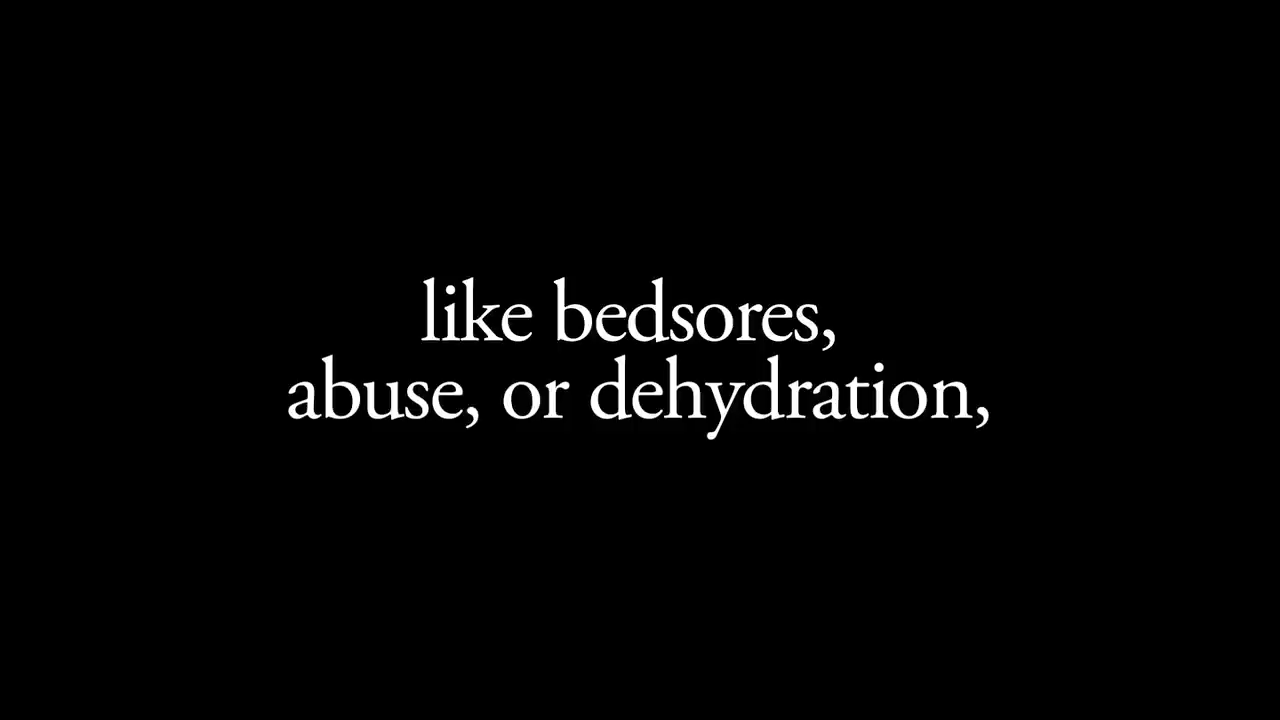 like bedsores,
abuse, or dehydration,